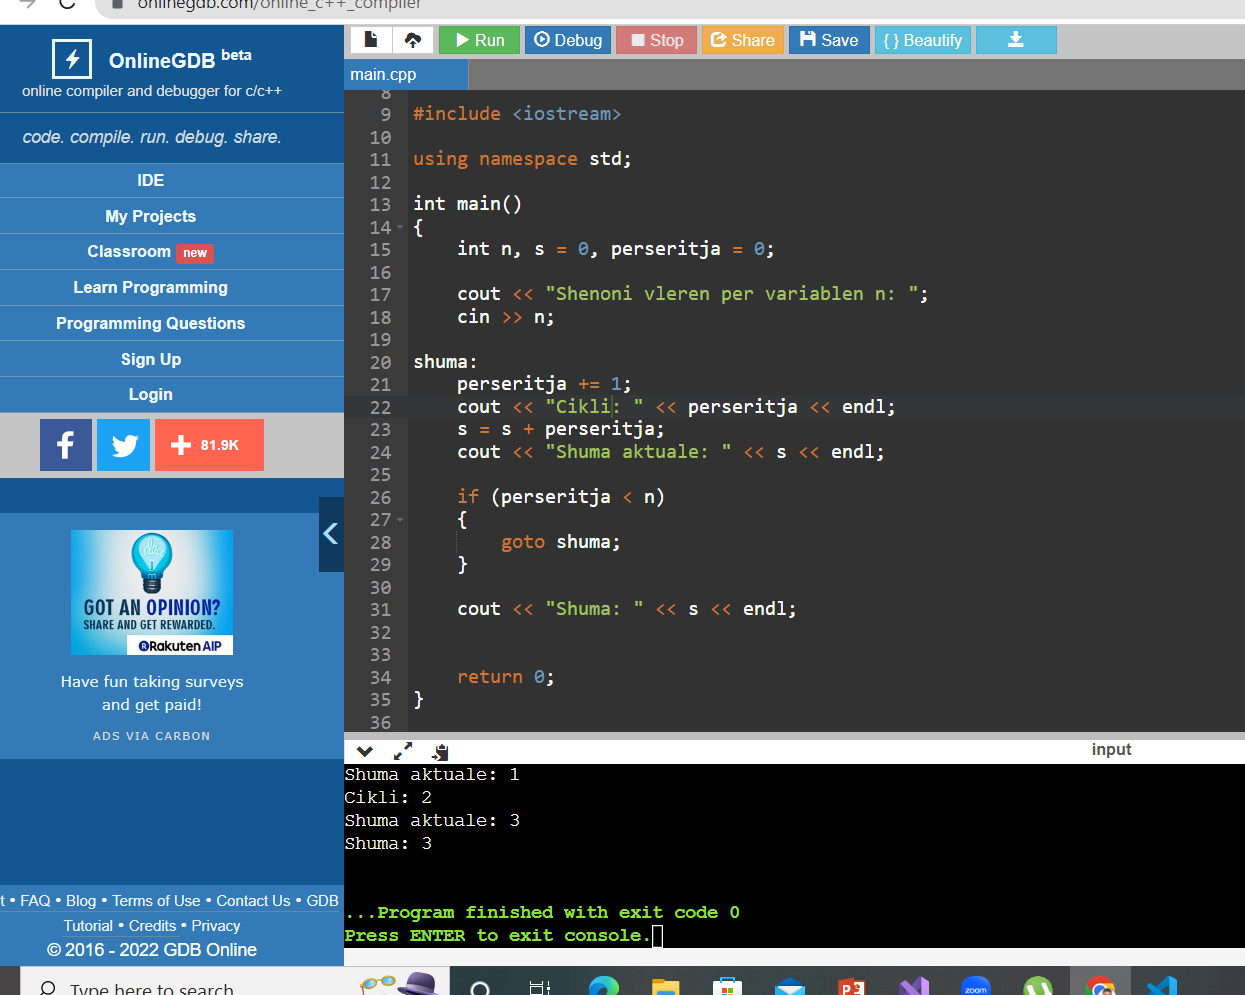 onlinegdb.com/online_c++_compiler
OnlineGDB beta
online compiler and debugger for c/c++
code. compile. run. debug. share.
IDE
My Projects
Classroom new
Learn Programming
Programming Questions
Sign Up
Login
81.9K
idea
GOT AN OPINION?
SHARE AND GET REWARDED.
Rakuten AIP
Have fun taking surveys
and get paid!
ADS VIA CARBON
t • FAQ • Blog • Terms of Use • Contact Us • GDB
Tutorial • Credits • Privacy
© 2016 - 2022 GDB Online
Run Debug Stop Share Save { } Beautify
main.cpp
8
9 #include <iostream>
10
11 using namespace std;
12
13 int main()
14 {
15     int n, s = 0, perseritja = 0;
16
17     cout << "Shenoni vleren per variablen n: ";
18     cin >> n;
19
20 shuma:
21     perseritja += 1;
22     cout << "Cikli: " << perseritja << endl;
23     s = s + perseritja;
24     cout << "Shuma aktuale: " << s << endl;
25
26     if (perseritja < n)
27     {
28         goto shuma;
29     }
30
31     cout << "Shuma: " << s << endl;
32
33
34     return 0;
35 }
36
input
Shuma aktuale: 1
Cikli: 2
Shuma aktuale: 3
Shuma: 3
...Program finished with exit code 0
Press ENTER to exit console.
Type here to search
zoom